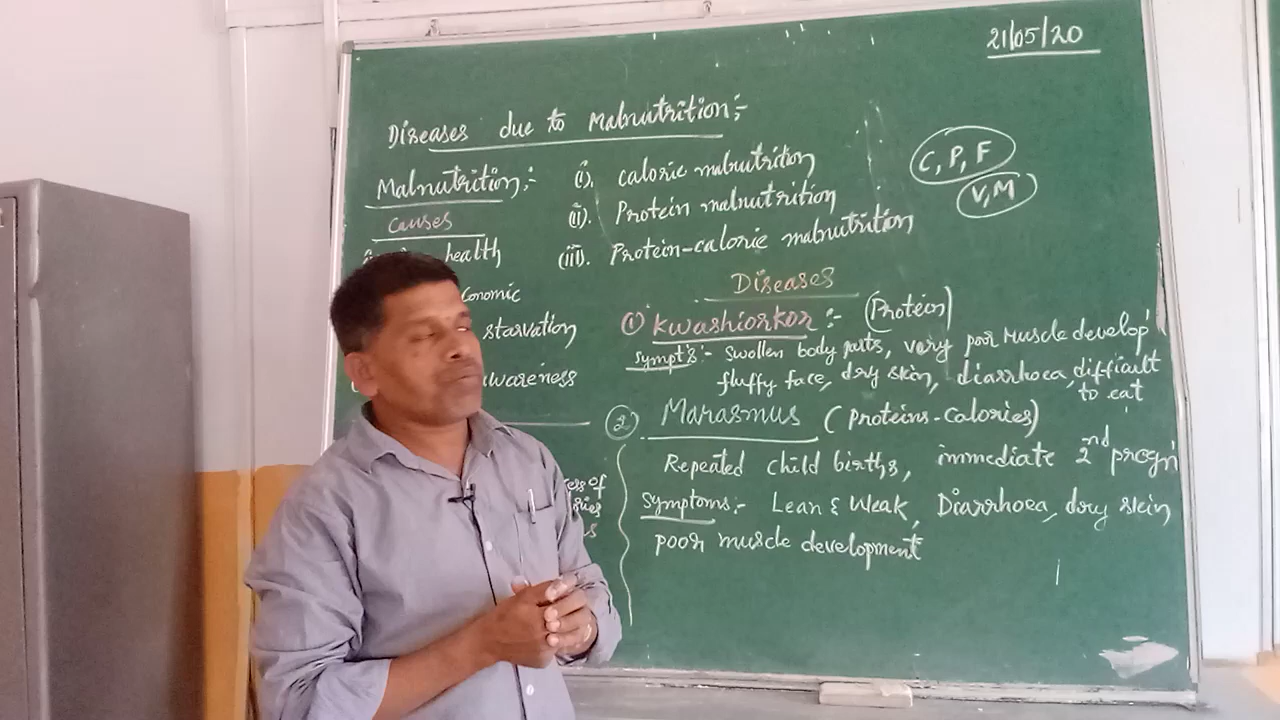 21/05/20
Diseases due to Malnutrition:-
Malnutrition:-
(i). caloric malnutrition
(ii). Protein malnutrition
(iii). Protein-calorie malnutrition
C, P, F
V, M
causes
health
conomic
starvation
wareness
Diseases
① Kwashiorkor :- (Protein)
Sympt's:- Swollen body parts, very poor Muscle develop'
fluffy face, dry skin, diarrhoea, difficult
to eat
② Marasmus (Proteins-Calories)
Repeated child births, immediate 2nd pregn
Symptoms:- Lean & Weak, Diarrhoea, dry skin
poor muscle development